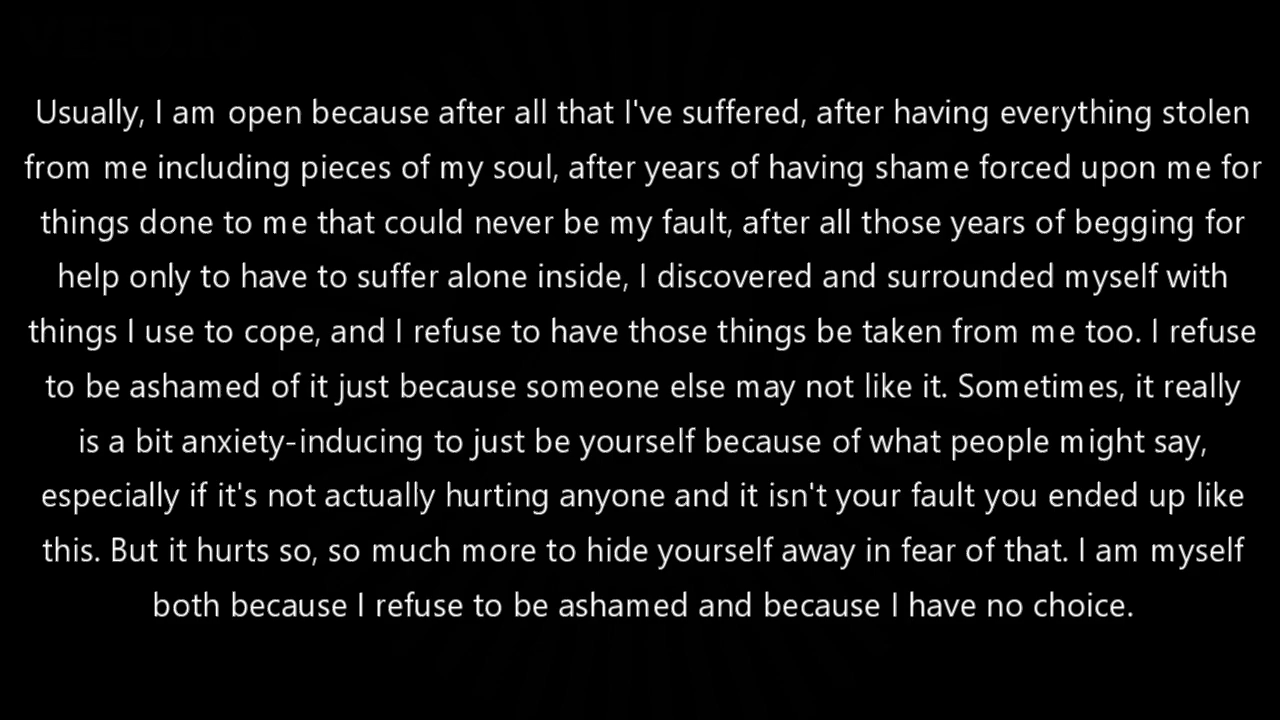 Usually, I am open because after all that I've suffered, after having everything stolen
from me including pieces of my soul, after years of having shame forced upon me for
things done to me that could never be my fault, after all those years of begging for
help only to have to suffer alone inside, I discovered and surrounded myself with
things I use to cope, and I refuse to have those things be taken from me too. I refuse
to be ashamed of it just because someone else may not like it. Sometimes, it really
is a bit anxiety-inducing to just be yourself because of what people might say,
especially if it's not actually hurting anyone and it isn't your fault you ended up like
this. But it hurts so, so much more to hide yourself away in fear of that. I am myself
both because I refuse to be ashamed and because I have no choice.